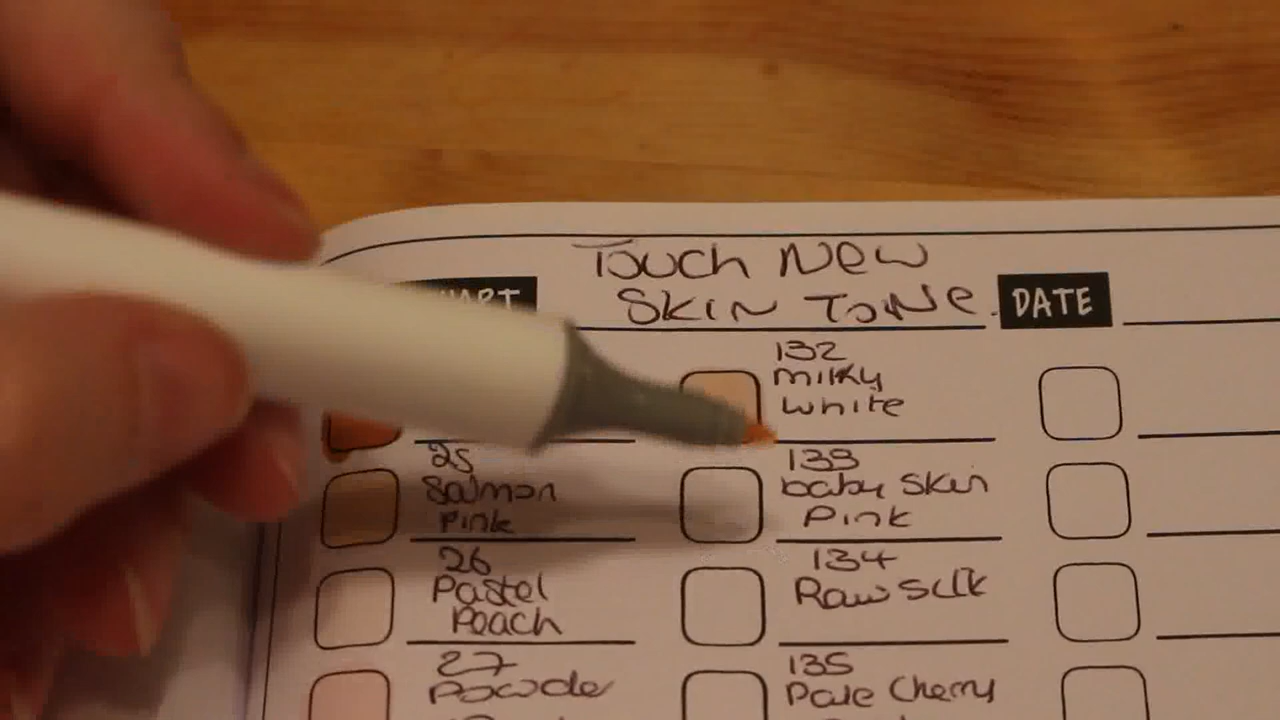 Touch New
Skin Tone.
DATE
132
Milky
White
25
Salmon
Pink
133
baby Skin
Pink
26
Pastel
Peach
134
Raw Silk
27
Powder
135
Pale Cherry